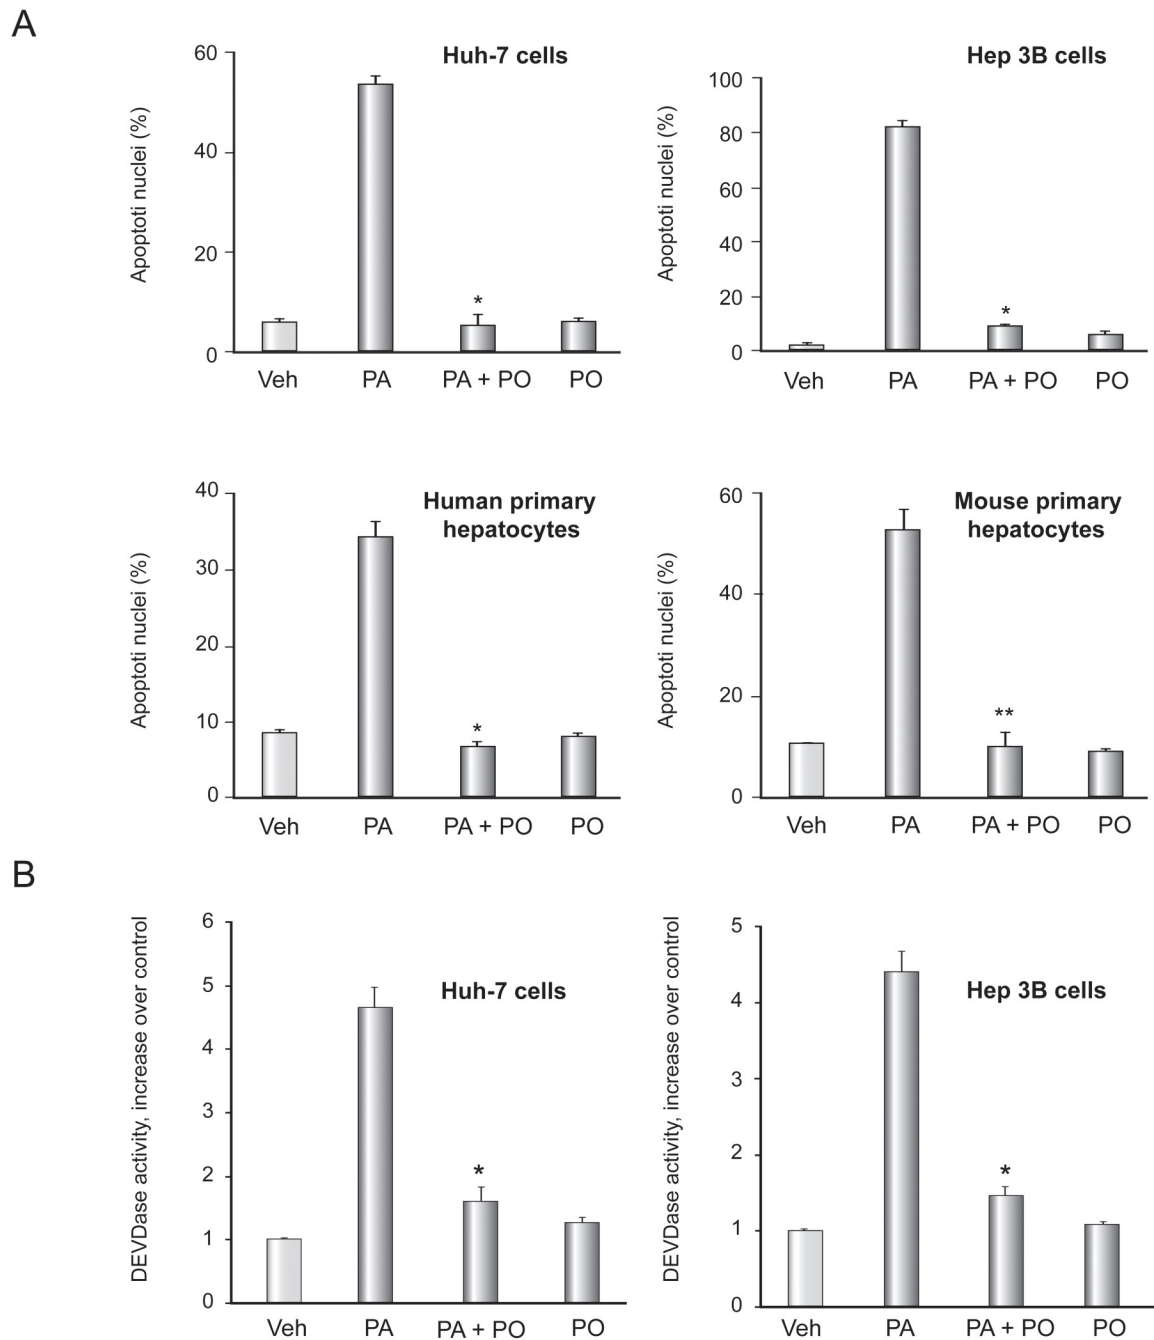 A
Huh-7 cells
Apoptoti nuclei (%)
60
40
20
0
*
Veh PA PA + PO PO
Hep 3B cells
Apoptoti nuclei (%)
100
80
60
40
20
0
*
Veh PA PA + PO PO
Human primary
hepatocytes
Apoptoti nuclei (%)
40
30
20
10
0
*
Veh PA PA + PO PO
Mouse primary
hepatocytes
Apoptoti nuclei (%)
60
40
20
0
**
Veh PA PA + PO PO
B
Huh-7 cells
DEVDase activity, increase over control
6
5
4
3
2
1
0
*
Veh PA PA + PO PO
Hep 3B cells
DEVDase activity, increase over control
5
4
3
2
1
0
*
Veh PA PA + PO PO